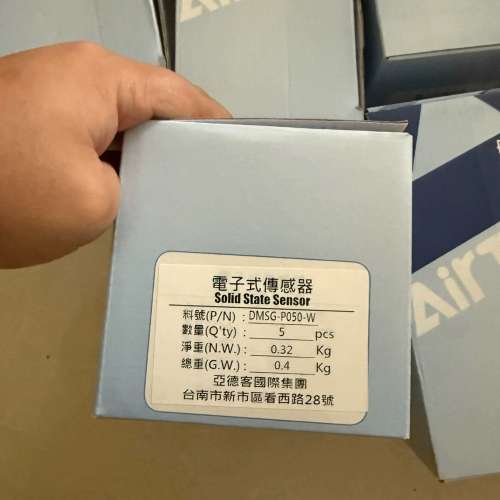 AirT
電子式傳感器
Solid State Sensor
料號(P/N) : DMSG-P050-W
數量(Q'ty) : 5 pcs
淨重(N.W.) : 0.32 Kg
總重(G.W.) : 0.4 Kg
亞德客國際集團
台南市新市區看西路28號